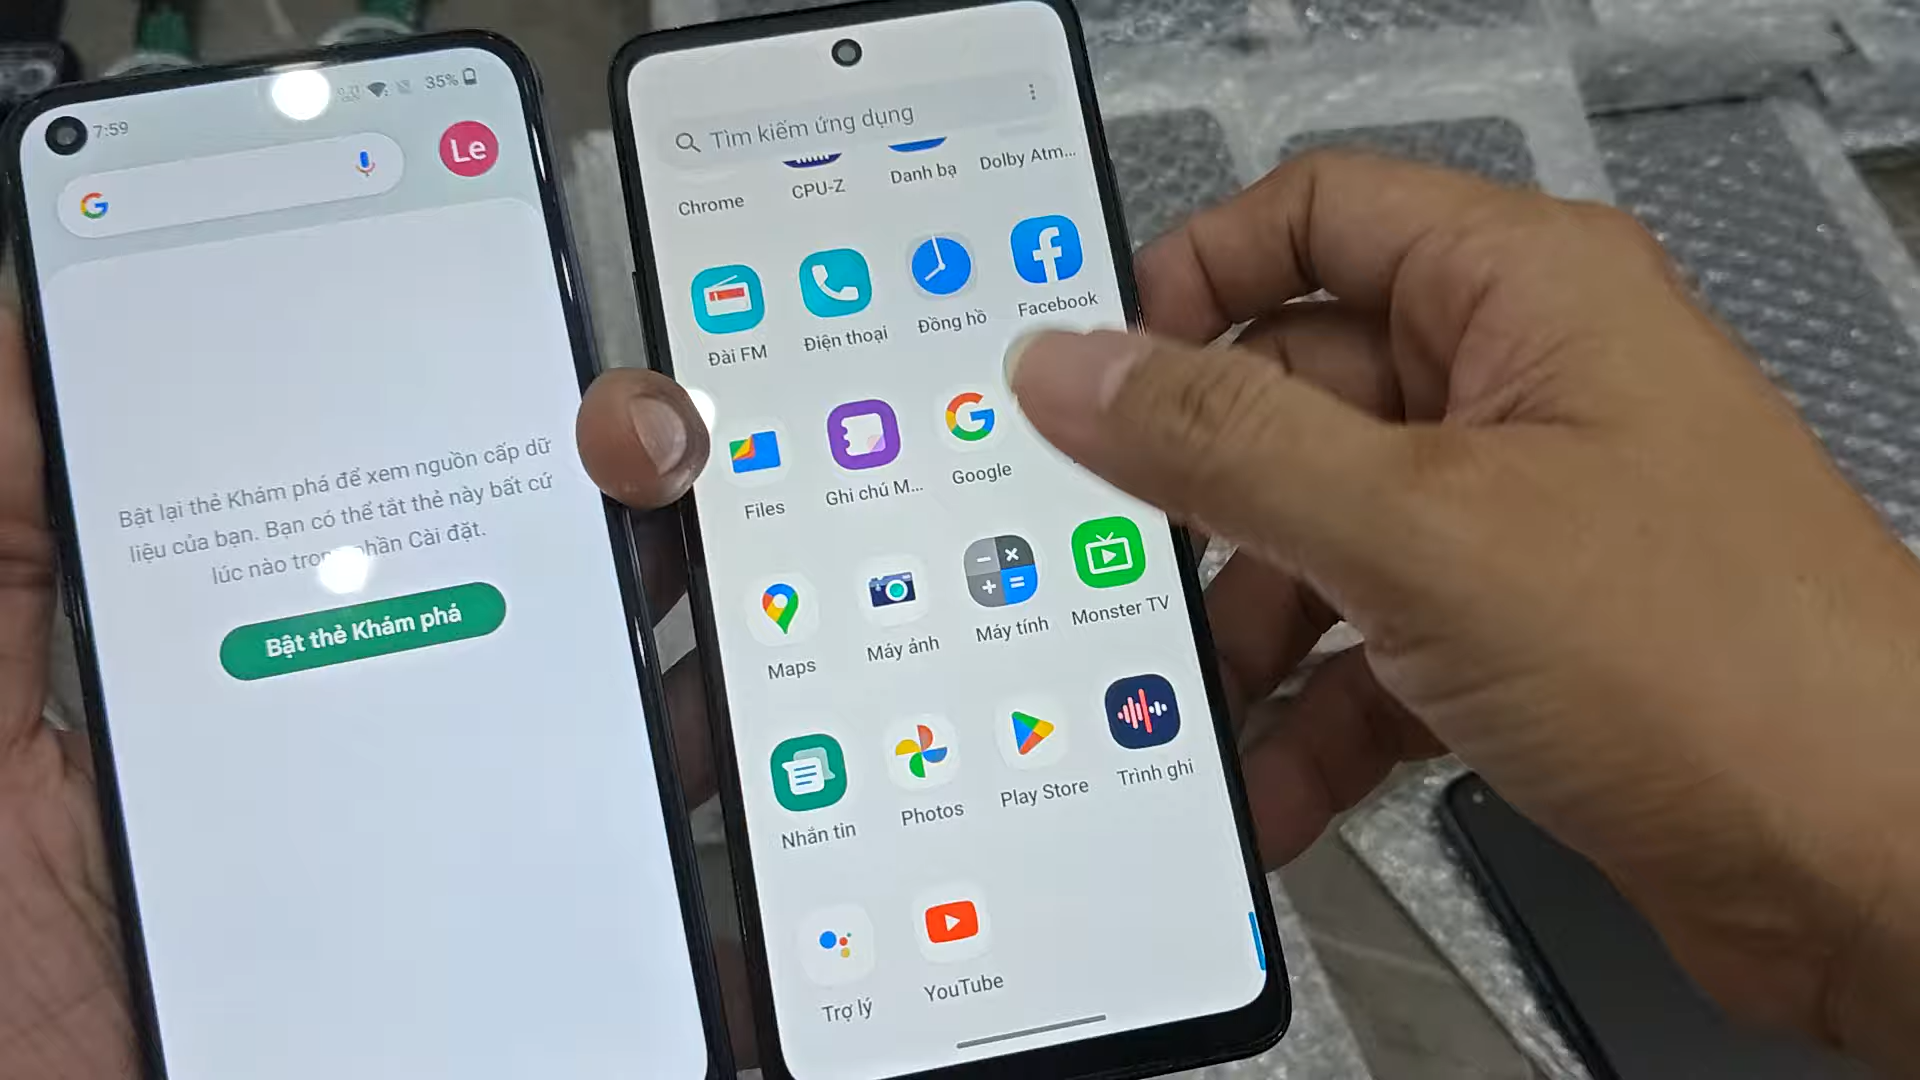 7:59
35%
Le
Bật lại thẻ Khám phá để xem nguồn cấp dữ
liệu của bạn. Bạn có thể tắt thẻ này bất cứ
lúc nào phần Cài đặt.
Bật thẻ Khám phá
Tìm kiếm ứng dụng
Chrome CPU-Z Danh bạ Dolby Atm...
Đài FM Điện thoại Đồng hồ Facebook
Files Ghi chú M... Google
Maps Máy ảnh Máy tính Monster TV
Nhắn tin Photos Play Store Trình ghi
Trợ lý YouTube